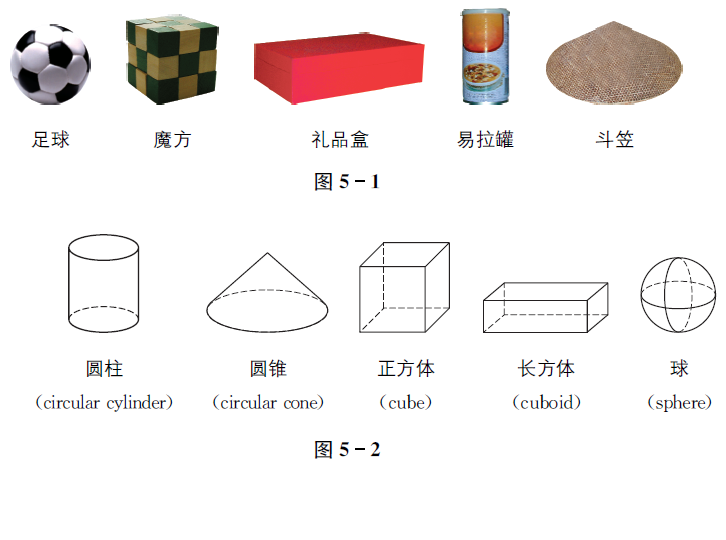 足球 魔方 礼品盒 易拉罐 斗笠
图 5-1
圆柱 圆锥 正方体 长方体 球
(circular cylinder) (circular cone) (cube) (cuboid) (sphere)
图 5-2